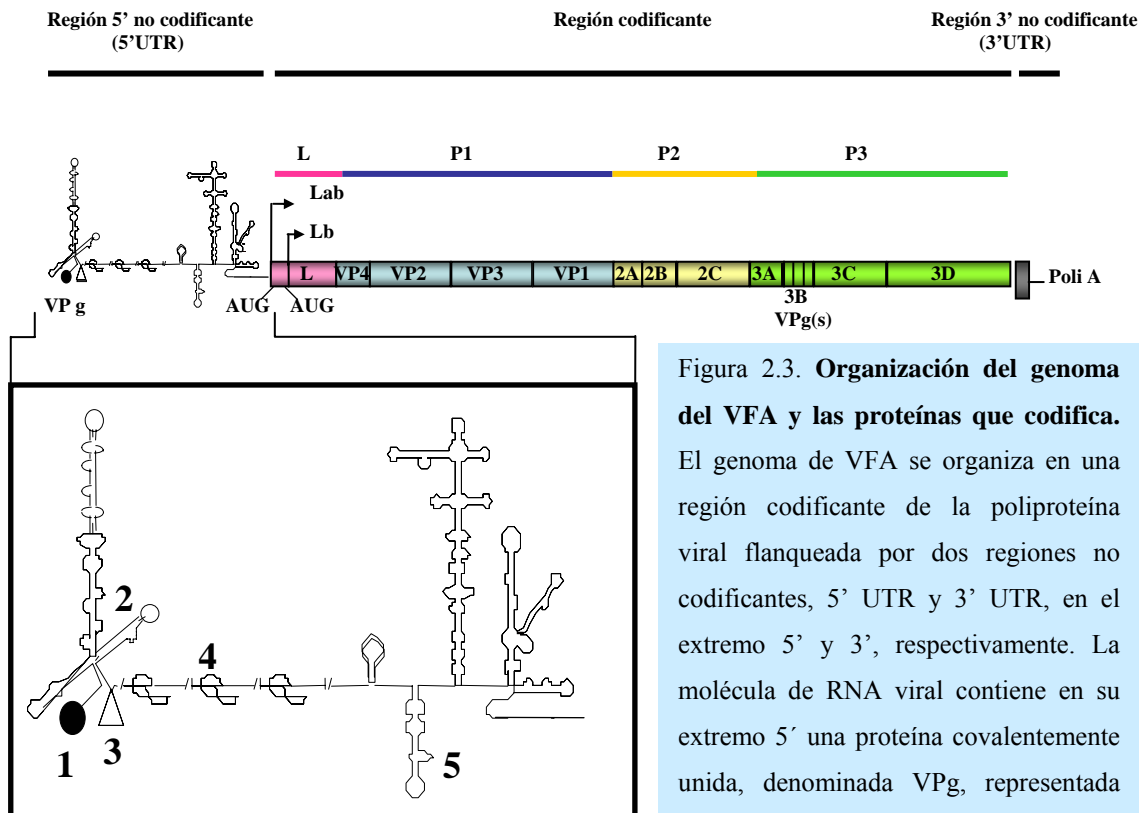 Región 5' no codificante
(5'UTR)
Región codificante
Región 3' no codificante
(3'UTR)
L P1 P2 P3
Lab
Lb
L VP4 VP2 VP3 VP1 2A 2B 2C 3A 3C 3D
Poli A
VP g
AUG AUG
3B
VPg(s)
2
4
1 3
5
Figura 2.3. Organización del genoma
del VFA y las proteínas que codifica.
El genoma de VFA se organiza en una
región codificante de la poliproteína
viral flanqueada por dos regiones no
codificantes, 5' UTR y 3' UTR, en el
extremo 5' y 3', respectivamente. La
molécula de RNA viral contiene en su
extremo 5´ una proteína covalentemente
unida, denominada VPg, representada